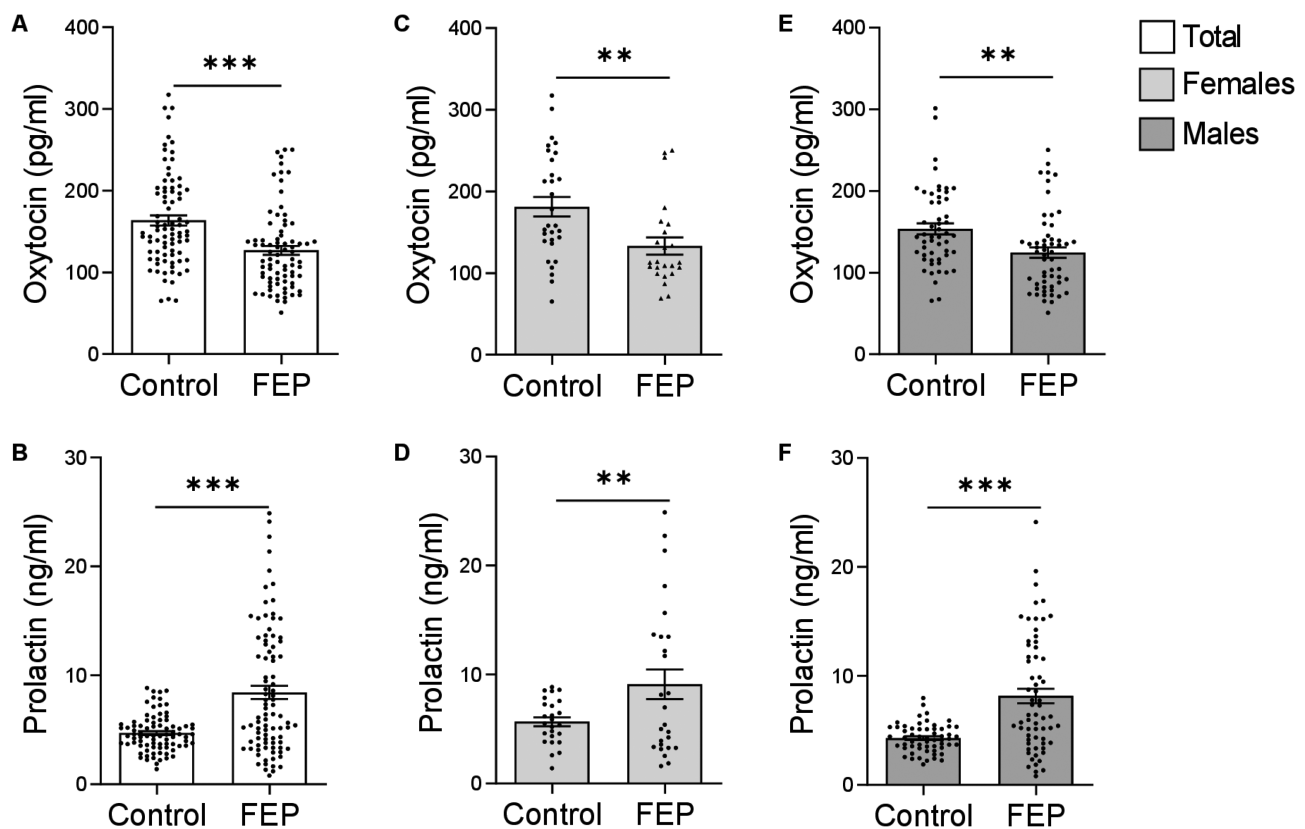 A
Oxytocin (pg/ml)
400
300
200
100
0
***
Control FEP
C
Oxytocin (pg/ml)
400
300
200
100
0
**
Control FEP
E
Oxytocin (pg/ml)
400
300
200
100
0
**
Control FEP
Total
Females
Males
B
Prolactin (ng/ml)
30
20
10
0
***
Control FEP
D
Prolactin (ng/ml)
30
20
10
0
**
Control FEP
F
Prolactin (ng/ml)
30
20
10
0
***
Control FEP